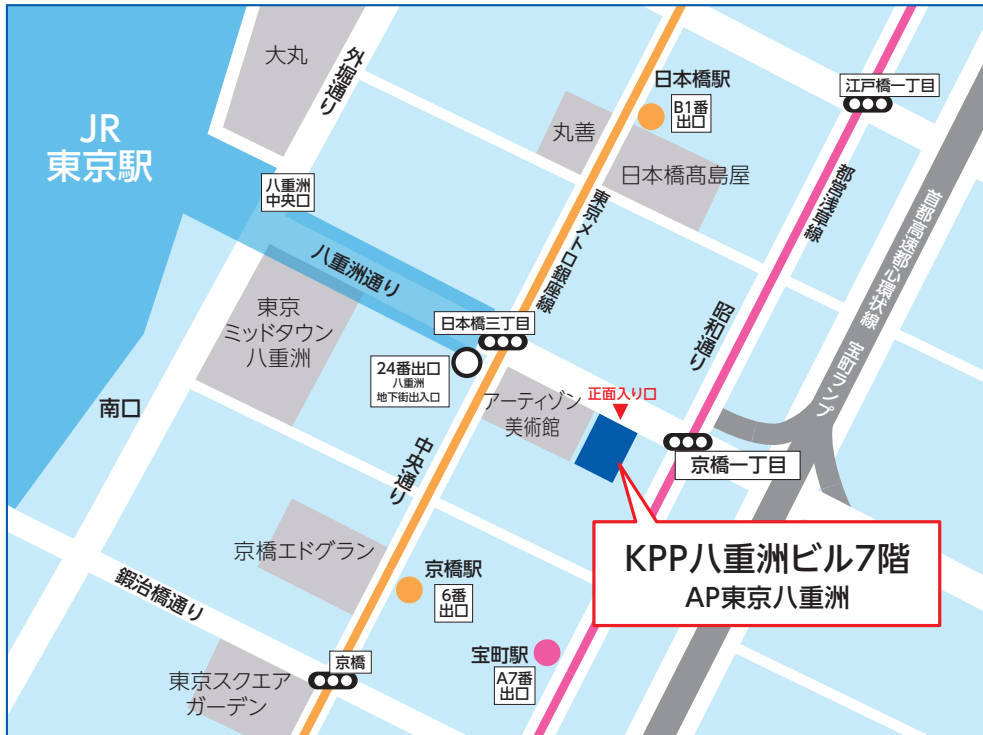 大丸
外堀通り
日本橋駅
B1番
出口
江戸橋一丁目
JR
東京駅
丸善
日本橋髙島屋
八重洲
中央口
都営浅草線
首都高速都心環状線 宝町ランプ
東京メトロ銀座線
八重洲通り
東京
ミッドタウン
八重洲
日本橋三丁目
昭和通り
24番出口
八重洲
地下街出入口
南口
アーティゾン
美術館
正面入り口
京橋一丁目
中央通り
KPP八重洲ビル7階
AP東京八重洲
京橋エドグラン
京橋駅
6番
出口
鍛冶橋通り
宝町駅
A7番
出口
京橋
東京スクエア
ガーデン